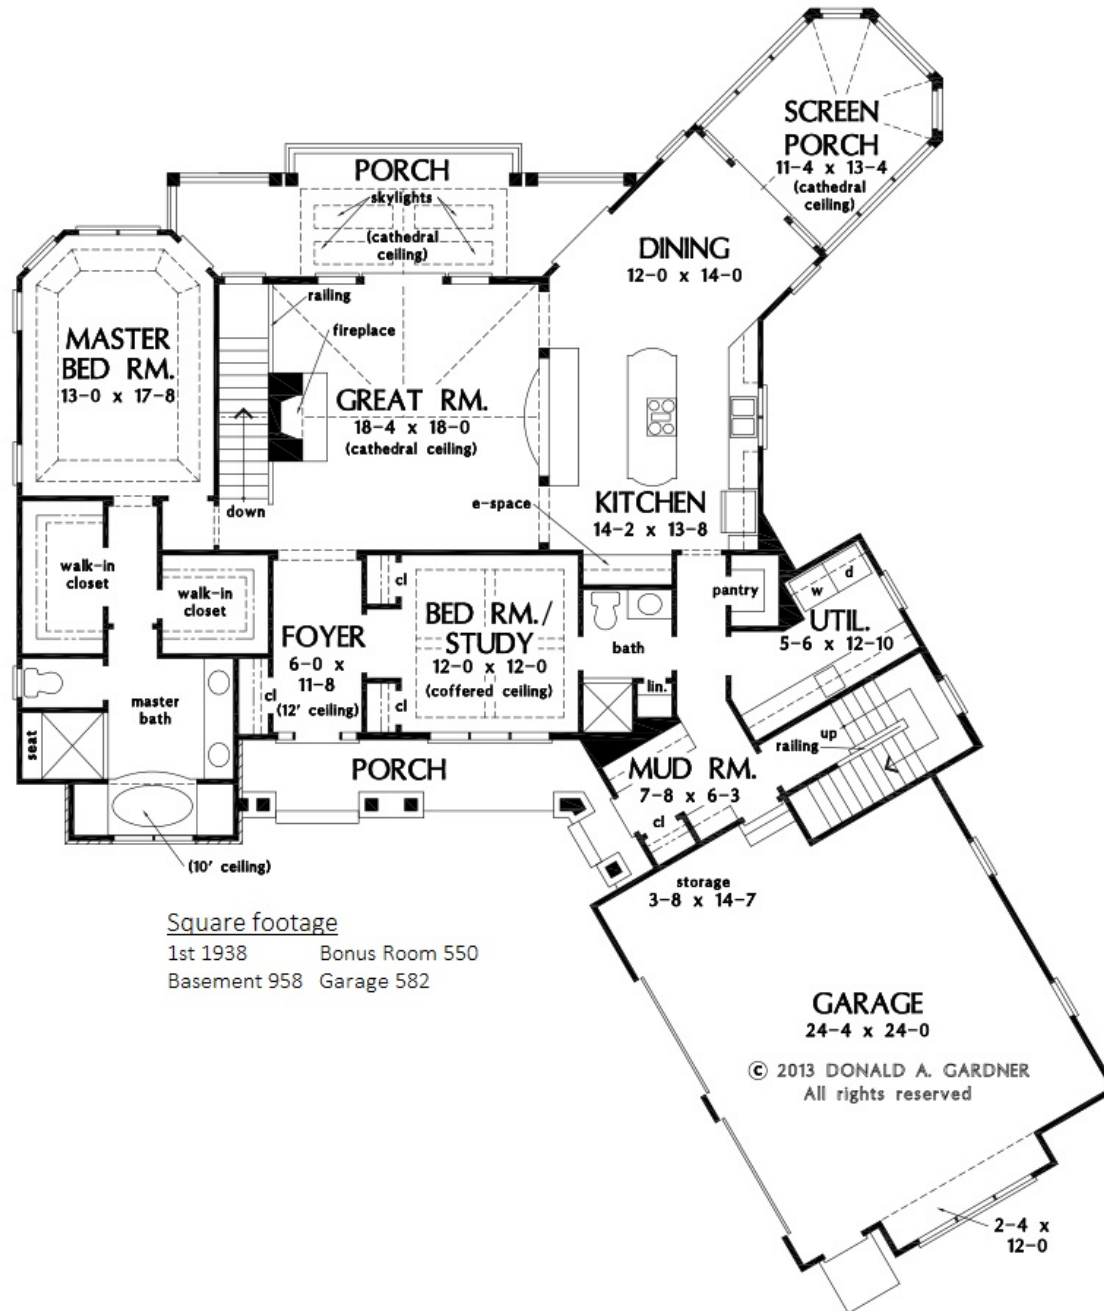 SCREEN
PORCH
11-4 x 13-4
(cathedral
ceiling)
PORCH
skylights
(cathedral
ceiling)
DINING
12-0 x 14-0
railing
fireplace
MASTER
BED RM.
13-0 x 17-8
GREAT RM.
18-4 x 18-0
(cathedral ceiling)
down
e-space
KITCHEN
14-2 x 13-8
walk-in
closet
walk-in
closet
cl
BED RM./
STUDY
12-0 x 12-0
(coffered ceiling)
cl
FOYER
6-0 x
11-8
(12' ceiling)
cl
bath
lin.
pantry
w
d
UTIL.
5-6 x 12-10
master
bath
seat
PORCH
MUD RM.
7-8 x 6-3
cl
railing
up
(10' ceiling)
storage
3-8 x 14-7
Square footage
1st 1938 Bonus Room 550
Basement 958 Garage 582
GARAGE
24-4 x 24-0
© 2013 DONALD A. GARDNER
All rights reserved
2-4 x
12-0